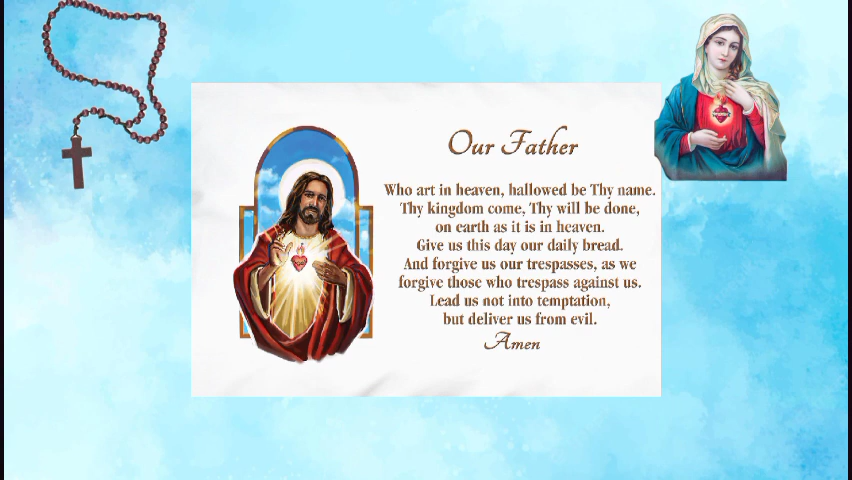 Our Father
Who art in heaven, hallowed be Thy name.
Thy kingdom come, Thy will be done,
on earth as it is in heaven.
Give us this day our daily bread.
And forgive us our trespasses, as we
forgive those who trespass against us.
Lead us not into temptation,
but deliver us from evil.
Amen